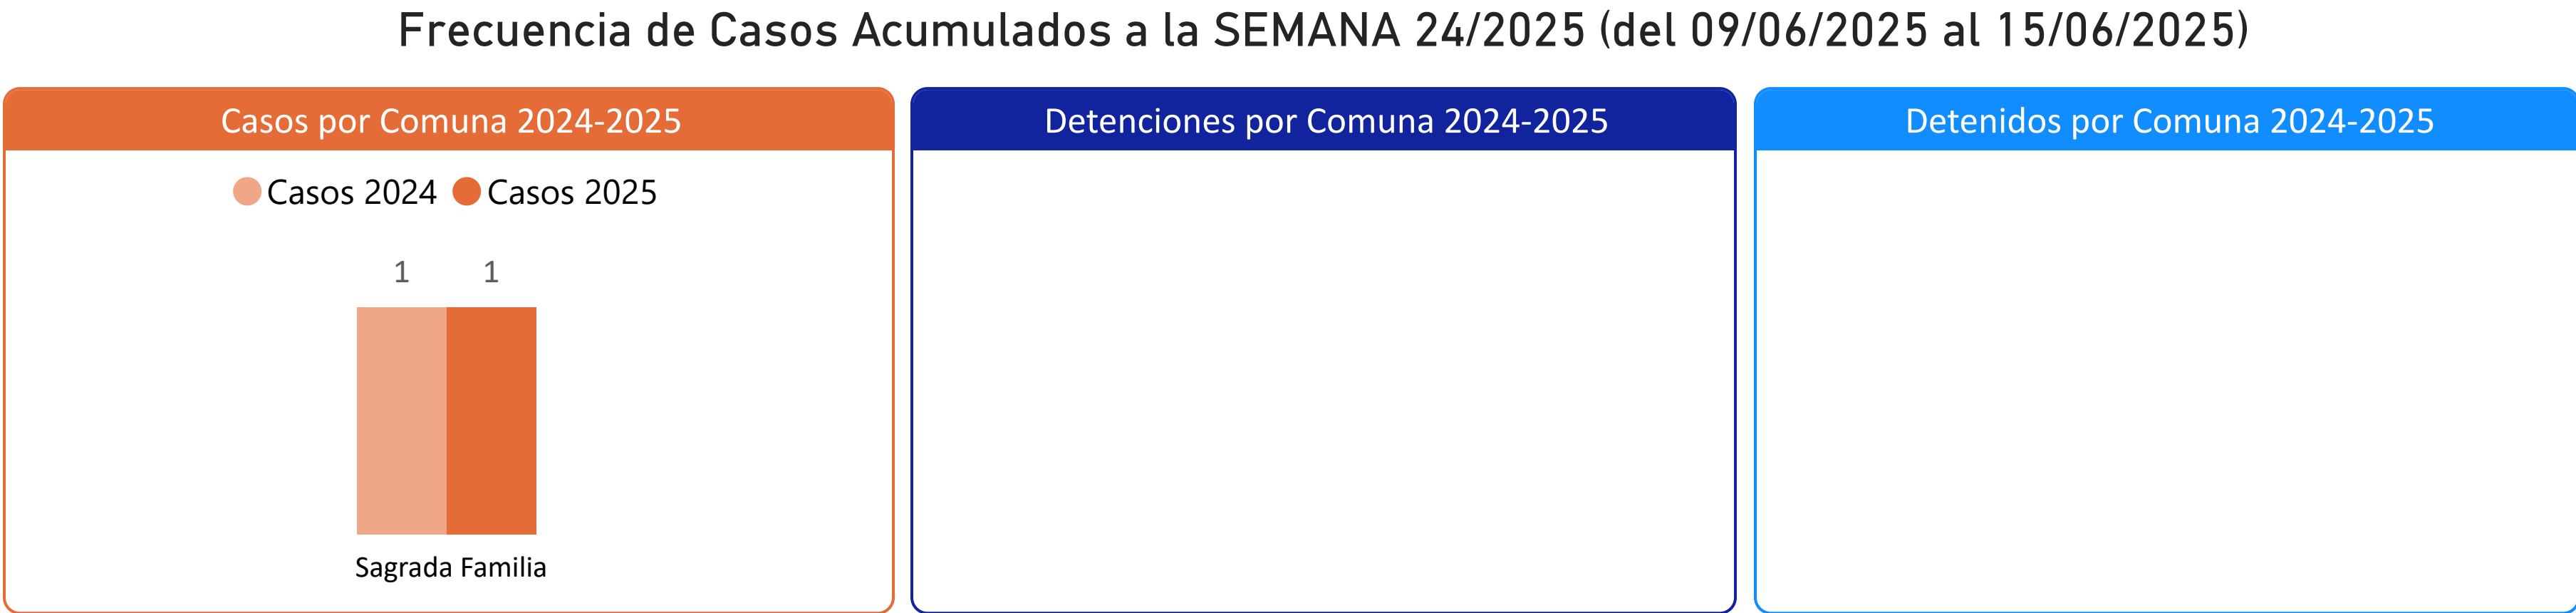 Frecuencia de Casos Acumulados a la SEMANA 24/2025 (del 09/06/2025 al 15/06/2025)
Casos por Comuna 2024-2025
Casos 2024 Casos 2025
1 1
Sagrada Familia
Detenciones por Comuna 2024-2025
Detenidos por Comuna 2024-2025